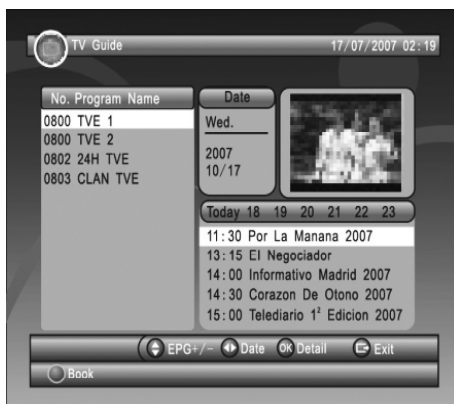 TV Guide 17/07/2007 02:19
No. Program Name
0800 TVE 1
0800 TVE 2
0802 24H TVE
0803 CLAN TVE
Date
Wed.
2007
10/17
Today 18 19 20 21 22 23
11:30 Por La Manana 2007
13:15 El Negociador
14:00 Informativo Madrid 2007
14:30 Corazon De Otono 2007
15:00 Telediario 1² Edicion 2007
EPG+/- Date OK Detail Exit
Book